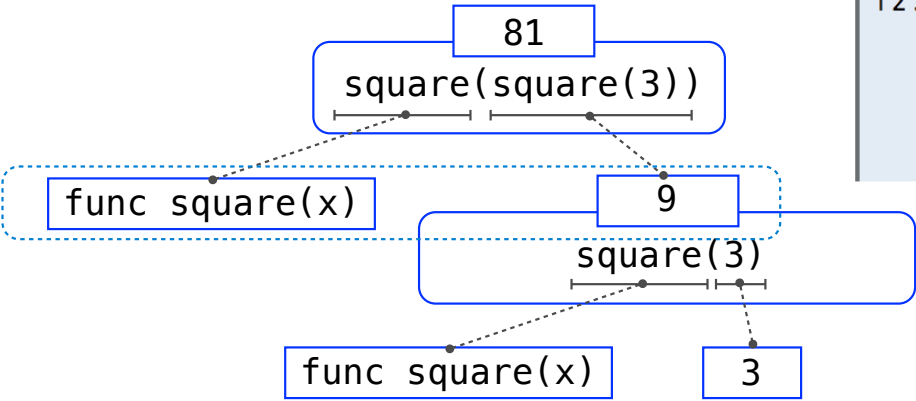 81
square(square(3))
func square(x)
9
square(3)
func square(x)
3